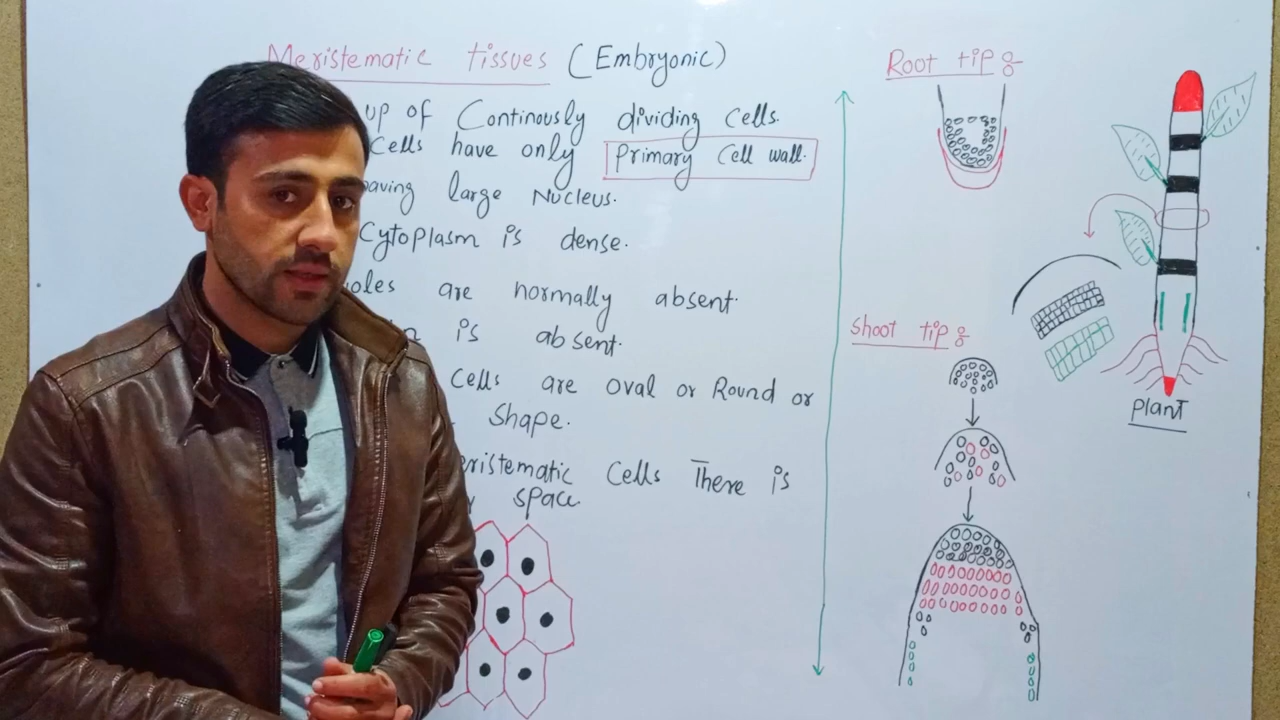 Meristematic tissues (Embryonic)
up of Continously dividing cells.
Cells have only Primary Cell wall.
having large Nucleus.
Cytoplasm is dense.
are normally absent.
is absent.
Cells are oval or Round or
Shape.
Cells There is
space
Root tip:
Shoot tip:
plant